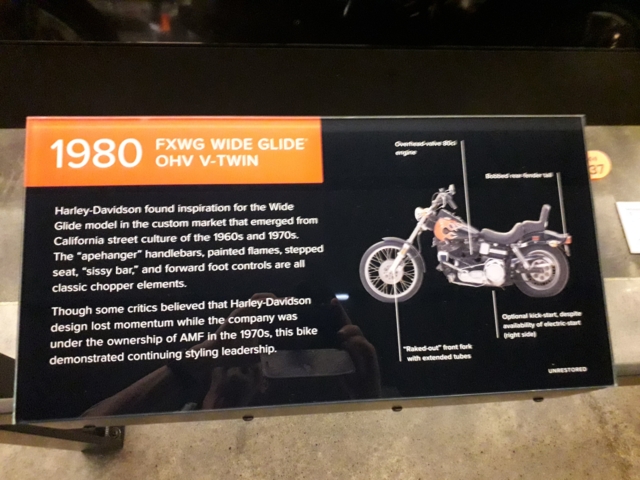 1980 FXWG WIDE GLIDE™
OHV V-TWIN
Harley-Davidson found inspiration for the Wide
Glide model in the custom market that emerged from
California street culture of the 1960s and 1970s.
The "apehanger" handlebars, painted flames, stepped
seat, "sissy bar," and forward foot controls are all
classic chopper elements.
Though some critics believed that Harley-Davidson
design lost momentum while the company was
under the ownership of AMF in the 1970s, this bike
demonstrated continuing styling leadership.
Overhead-valve 80ci
engine
Bobbed rear-fender tail
"Raked-out" front fork
with extended tubes
Optional kick-start, despite
availability of electric-start
(right side)
UNRESTORED
37